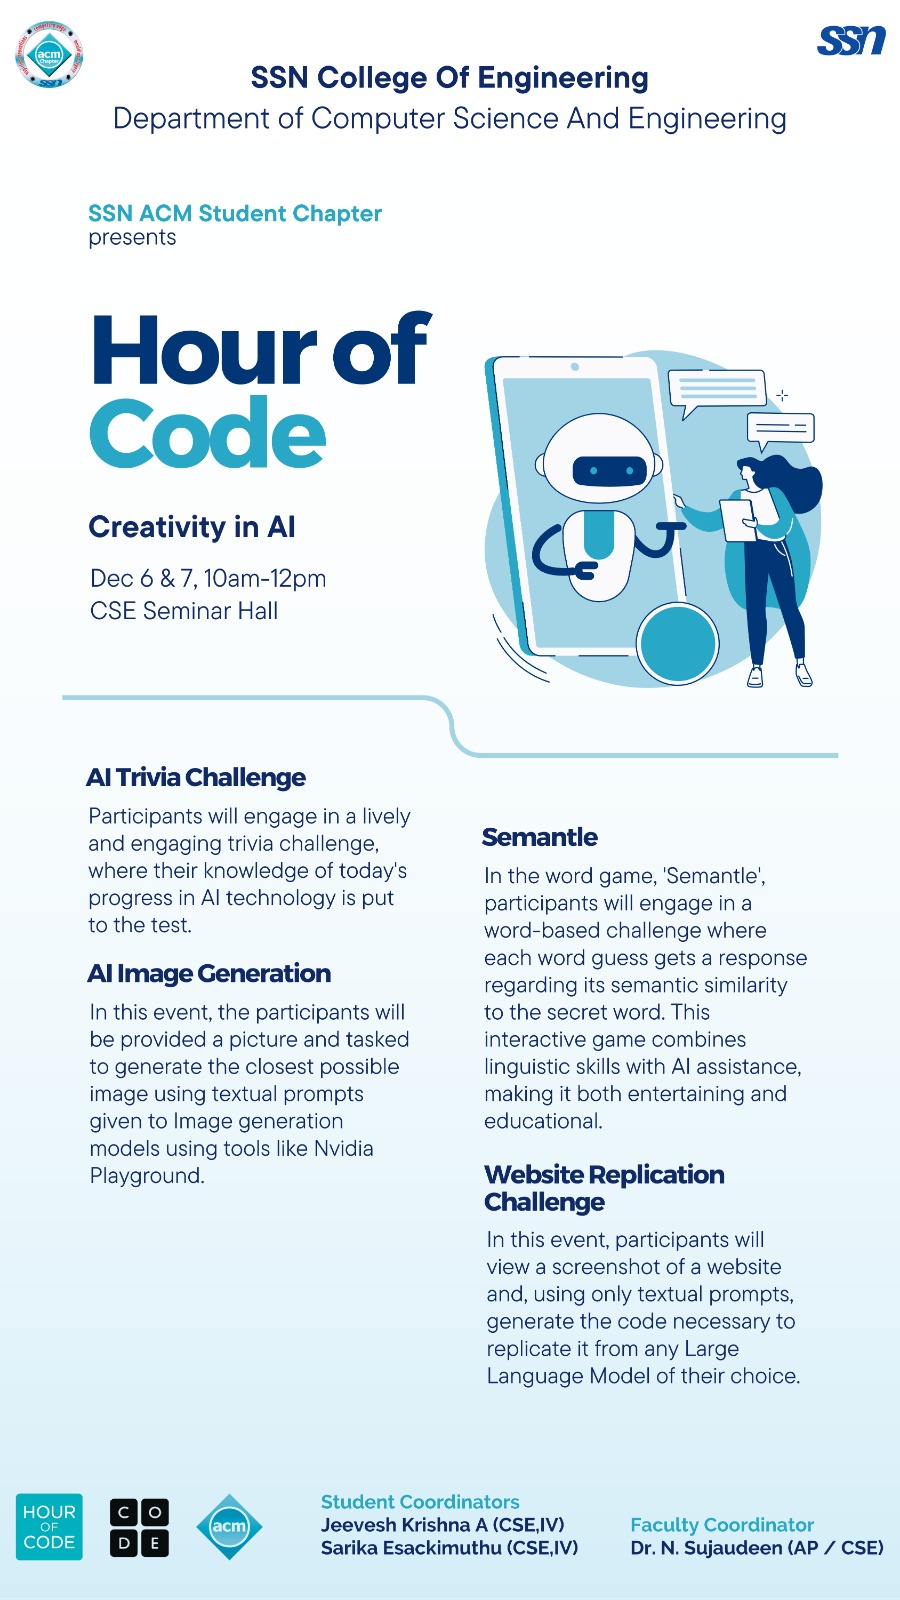 acm
Chapter
ssn
ssn
SSN College Of Engineering
Department of Computer Science And Engineering
SSN ACM Student Chapter
presents
Hour of
Code
Creativity in AI
Dec 6 & 7, 10am-12pm
CSE Seminar Hall
AI Trivia Challenge
Participants will engage in a lively
and engaging trivia challenge,
where their knowledge of today's
progress in AI technology is put
to the test.
AI Image Generation
In this event, the participants will
be provided a picture and tasked
to generate the closest possible
image using textual prompts
given to Image generation
models using tools like Nvidia
Playground.
Semantle
In the word game, 'Semantle',
participants will engage in a
word-based challenge where
each word guess gets a response
regarding its semantic similarity
to the secret word. This
interactive game combines
linguistic skills with AI assistance,
making it both entertaining and
educational.
Website Replication
Challenge
In this event, participants will
view a screenshot of a website
and, using only textual prompts,
generate the code necessary to
replicate it from any Large
Language Model of their choice.
HOUR
OF
CODE
C O
D E
acm
Student Coordinators
Jeevesh Krishna A (CSE,IV)
Sarika Esackimuthu (CSE,IV)
Faculty Coordinator
Dr. N. Sujaudeen (AP / CSE)